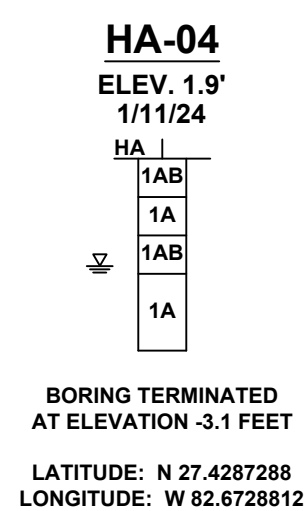 HA-04
ELEV. 1.9'
1/11/24
HA
1AB
1A
1AB
1A
BORING TERMINATED
AT ELEVATION -3.1 FEET
LATITUDE: N 27.4287288
LONGITUDE: W 82.6728812